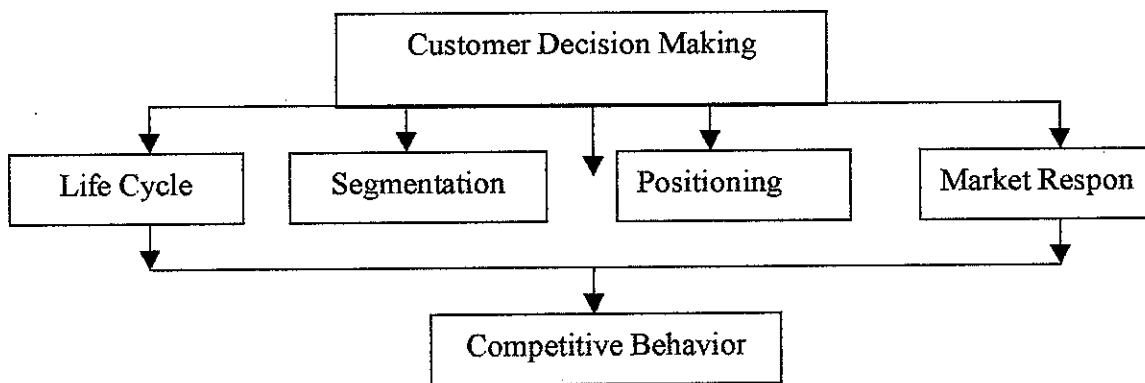 Customer Decision Making
Life Cycle
Segmentation
Positioning
Market Respon
Competitive Behavior